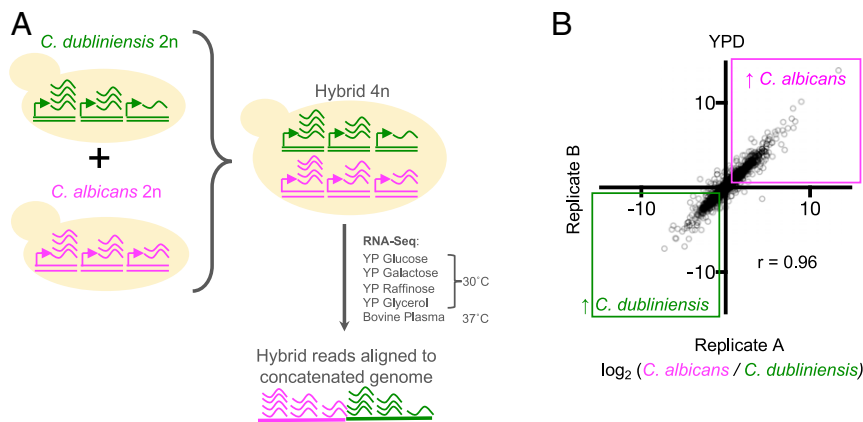 A
C. dubliniensis 2n
+
C. albicans 2n
Hybrid 4n
RNA-Seq:
YP Glucose
YP Galactose
YP Raffinose
YP Glycerol
30˚C
Bovine Plasma
37˚C
Hybrid reads aligned to
concatenated genome
B
YPD
↑ C. albicans
10
Replicate B
-10
10
-10
r = 0.96
↑ C. dubliniensis
Replicate A
log2 (C. albicans / C. dubliniensis)